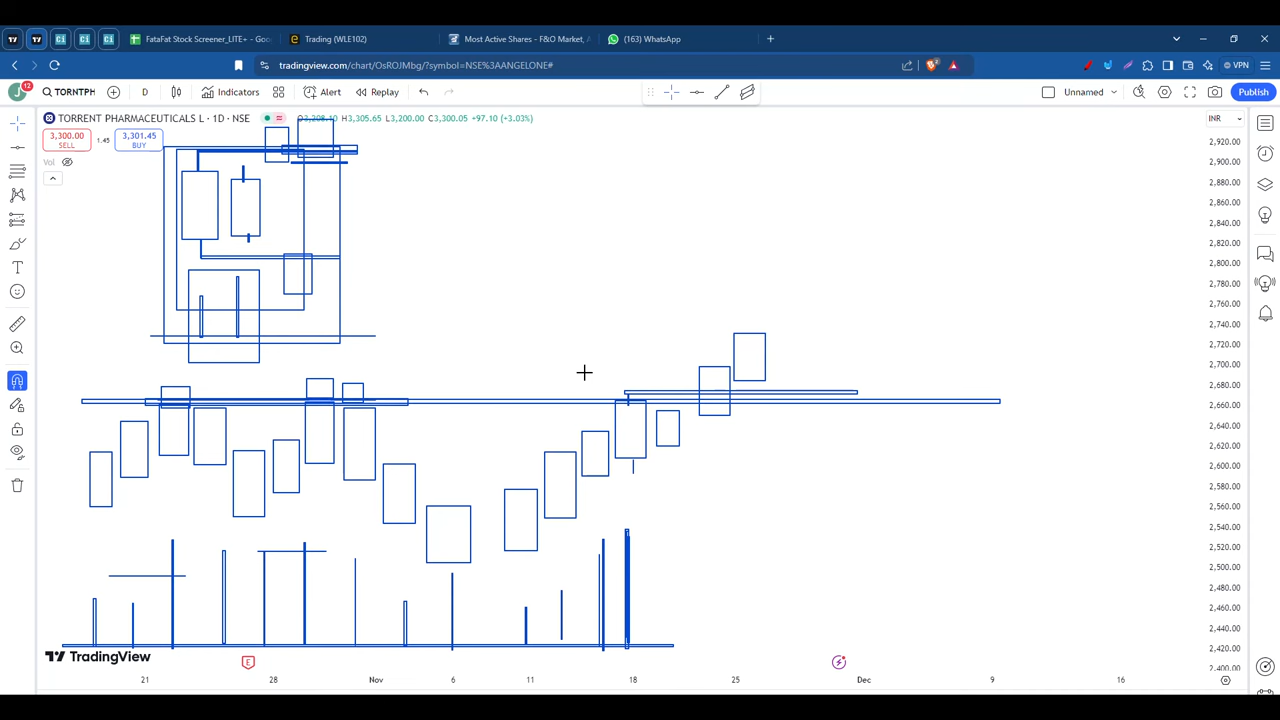 FataFat Stock Screener_LITE+ - Goo
Trading (WLE102)
Most Active Shares - F&O Market,
(163) WhatsApp
tradingview.com/chart/OsROJMbg/?symbol=NSE%3AANGELONE#
VPN
J 12 TORNTPH D Indicators Alert Replay Unnamed Publish
TORRENT PHARMACEUTICALS L · 1D · NSE O3,208.10 H3,305.65 L3,200.00 C3,300.05 +97.10 (+3.03%)
INR
3,300.00 SELL
1.45
3,301.45 BUY
Vol
2,920.00
2,900.00
2,880.00
2,860.00
2,840.00
2,820.00
2,800.00
2,780.00
2,760.00
2,740.00
2,720.00
2,700.00
2,680.00
2,660.00
2,640.00
2,620.00
2,600.00
2,580.00
2,560.00
2,540.00
2,520.00
2,500.00
2,480.00
2,460.00
2,440.00
2,420.00
2,400.00
TradingView
E
21 28 Nov 6 11 18 25 Dec 9 16